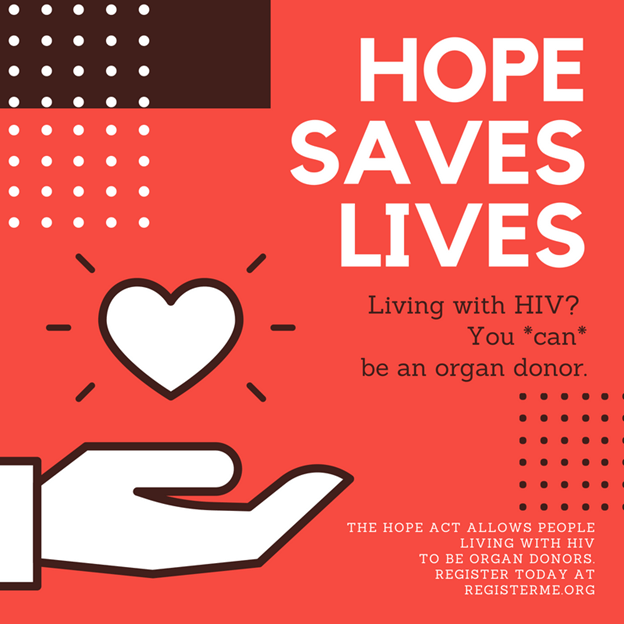 HOPE
SAVES
LIVES
Living with HIV?
You *can*
be an organ donor.
THE HOPE ACT ALLOWS PEOPLE
LIVING WITH HIV
TO BE ORGAN DONORS.
REGISTER TODAY AT
REGISTERME.ORG